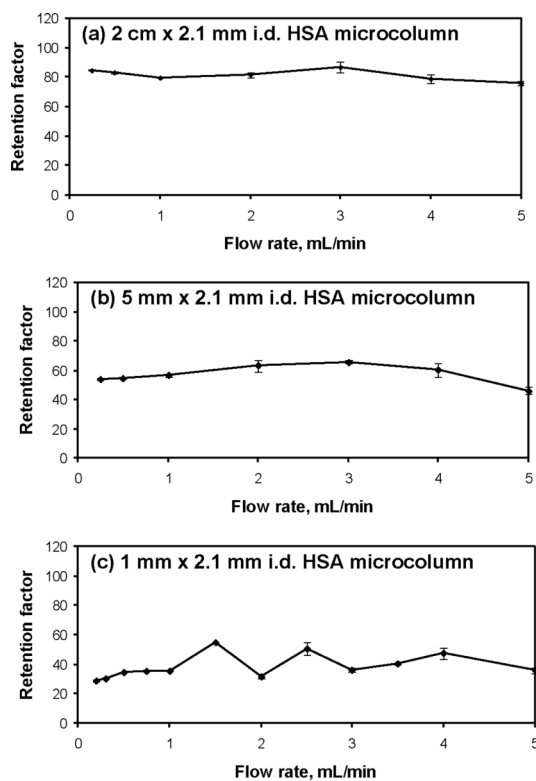 (a) 2 cm x 2.1 mm i.d. HSA microcolumn
Retention factor
120
100
80
60
40
20
0
0 1 2 3 4 5
Flow rate, mL/min
(b) 5 mm x 2.1 mm i.d. HSA microcolumn
Retention factor
120
100
80
60
40
20
0
0 1 2 3 4 5
Flow rate, mL/min
(c) 1 mm x 2.1 mm i.d. HSA microcolumn
Retention factor
120
100
80
60
40
20
0
0 1 2 3 4 5
Flow rate, mL/min